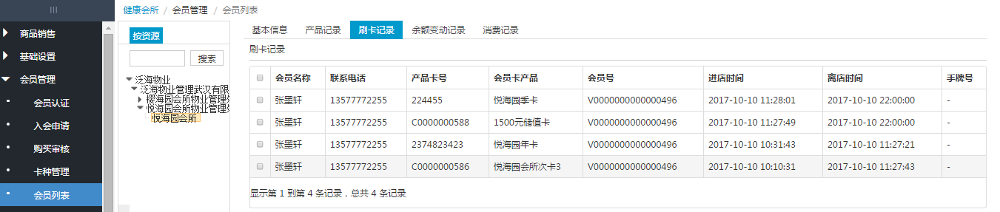 健康会所 / 会员管理 / 会员列表
商品销售
基础设置
会员管理
会员认证
入会申请
购买审核
卡种管理
会员列表
按资源
搜索
泛海物业
泛海物业管理武汉有限
樱海园会所物业管理
悦海园会所物业管理
悦海园会所
基本信息 产品记录 刷卡记录 余额变动记录 消费记录
刷卡记录
会员名称 联系电话 产品卡号 会员卡产品 会员号 进店时间 离店时间 手牌号
张墨轩 13577772255 224455 悦海园季卡 V0000000000000496 2017-10-10 11:28:01 2017-10-10 22:00:00 -
张墨轩 13577772255 C0000000588 1500元储值卡 V0000000000000496 2017-10-10 11:27:49 2017-10-10 22:00:00 -
张墨轩 13577772255 2374823423 悦海园年卡 V0000000000000496 2017-10-10 10:31:43 2017-10-10 11:27:21 -
张墨轩 13577772255 C0000000586 悦海园会所次卡3 V0000000000000496 2017-10-10 10:10:31 2017-10-10 11:27:43 -
显示第 1 到第 4 条记录，总共 4 条记录